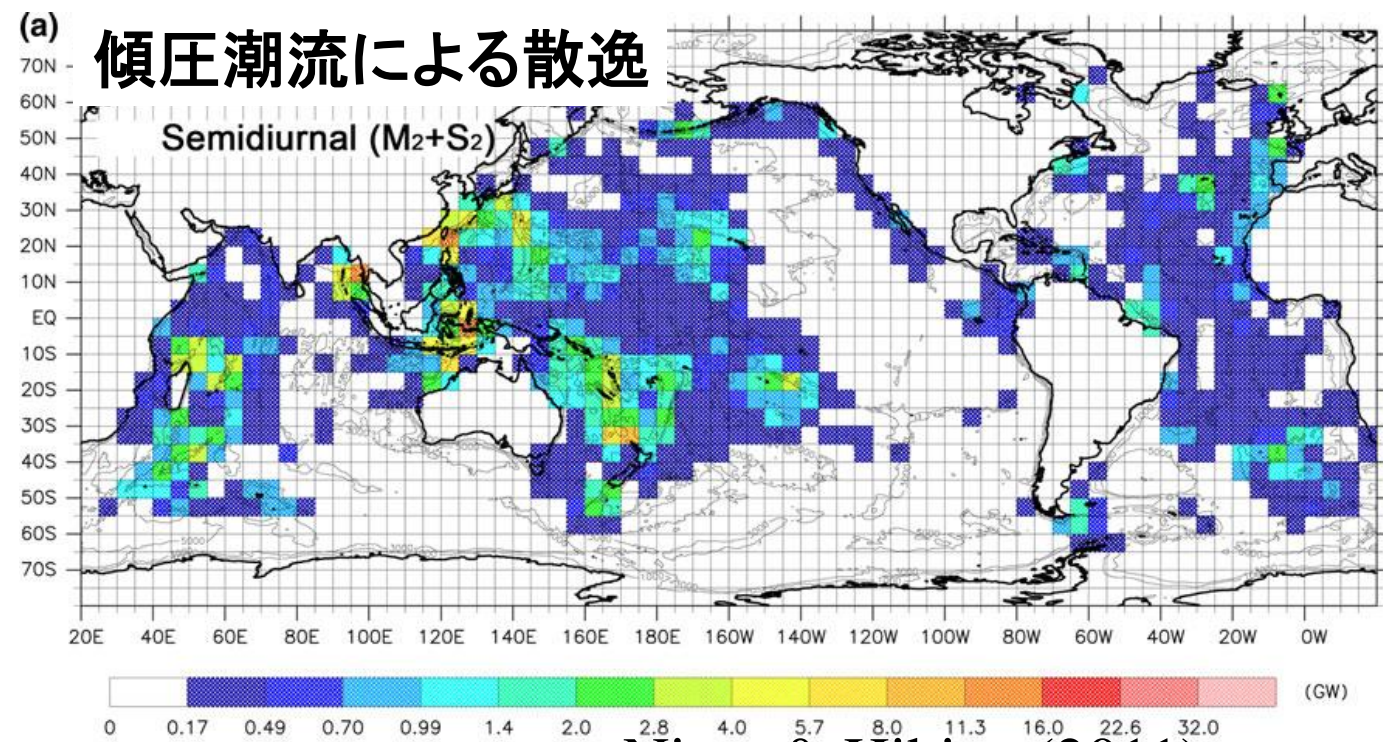 (a)
傾圧潮流による散逸
Semidiurnal (M2+S2)
70N
60N
50N
40N
30N
20N
10N
EQ
10S
20S
30S
40S
50S
60S
70S
20E 40E 60E 80E 100E 120E 140E 160E 180E 160W 140W 120W 100W 80W 60W 40W 20W 0W
(GW)
0 0.17 0.49 0.70 0.99 1.4 2.0 2.8 4.0 5.7 8.0 11.3 16.0 22.6 32.0